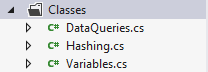 Classes
C# DataQueries.cs
C# Hashing.cs
C# Variables.cs